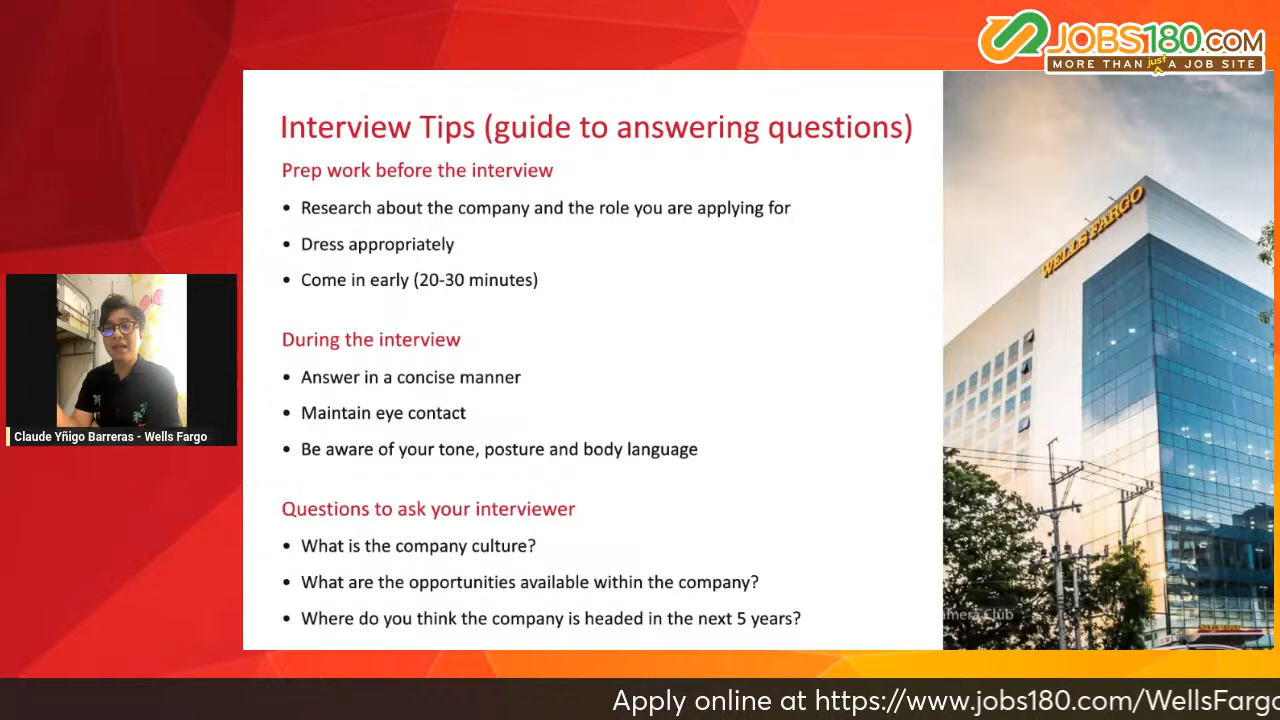 JOBS180.COM
MORE THAN just A JOB SITE
Interview Tips (guide to answering questions)
Prep work before the interview
• Research about the company and the role you are applying for
• Dress appropriately
• Come in early (20-30 minutes)
During the interview
• Answer in a concise manner
• Maintain eye contact
• Be aware of your tone, posture and body language
Questions to ask your interviewer
• What is the company culture?
• What are the opportunities available within the company?
• Where do you think the company is headed in the next 5 years?
WELLS FARGO
Claude Yñigo Barreras - Wells Fargo
Club
Apply online at https://www.jobs180.com/WellsFargo